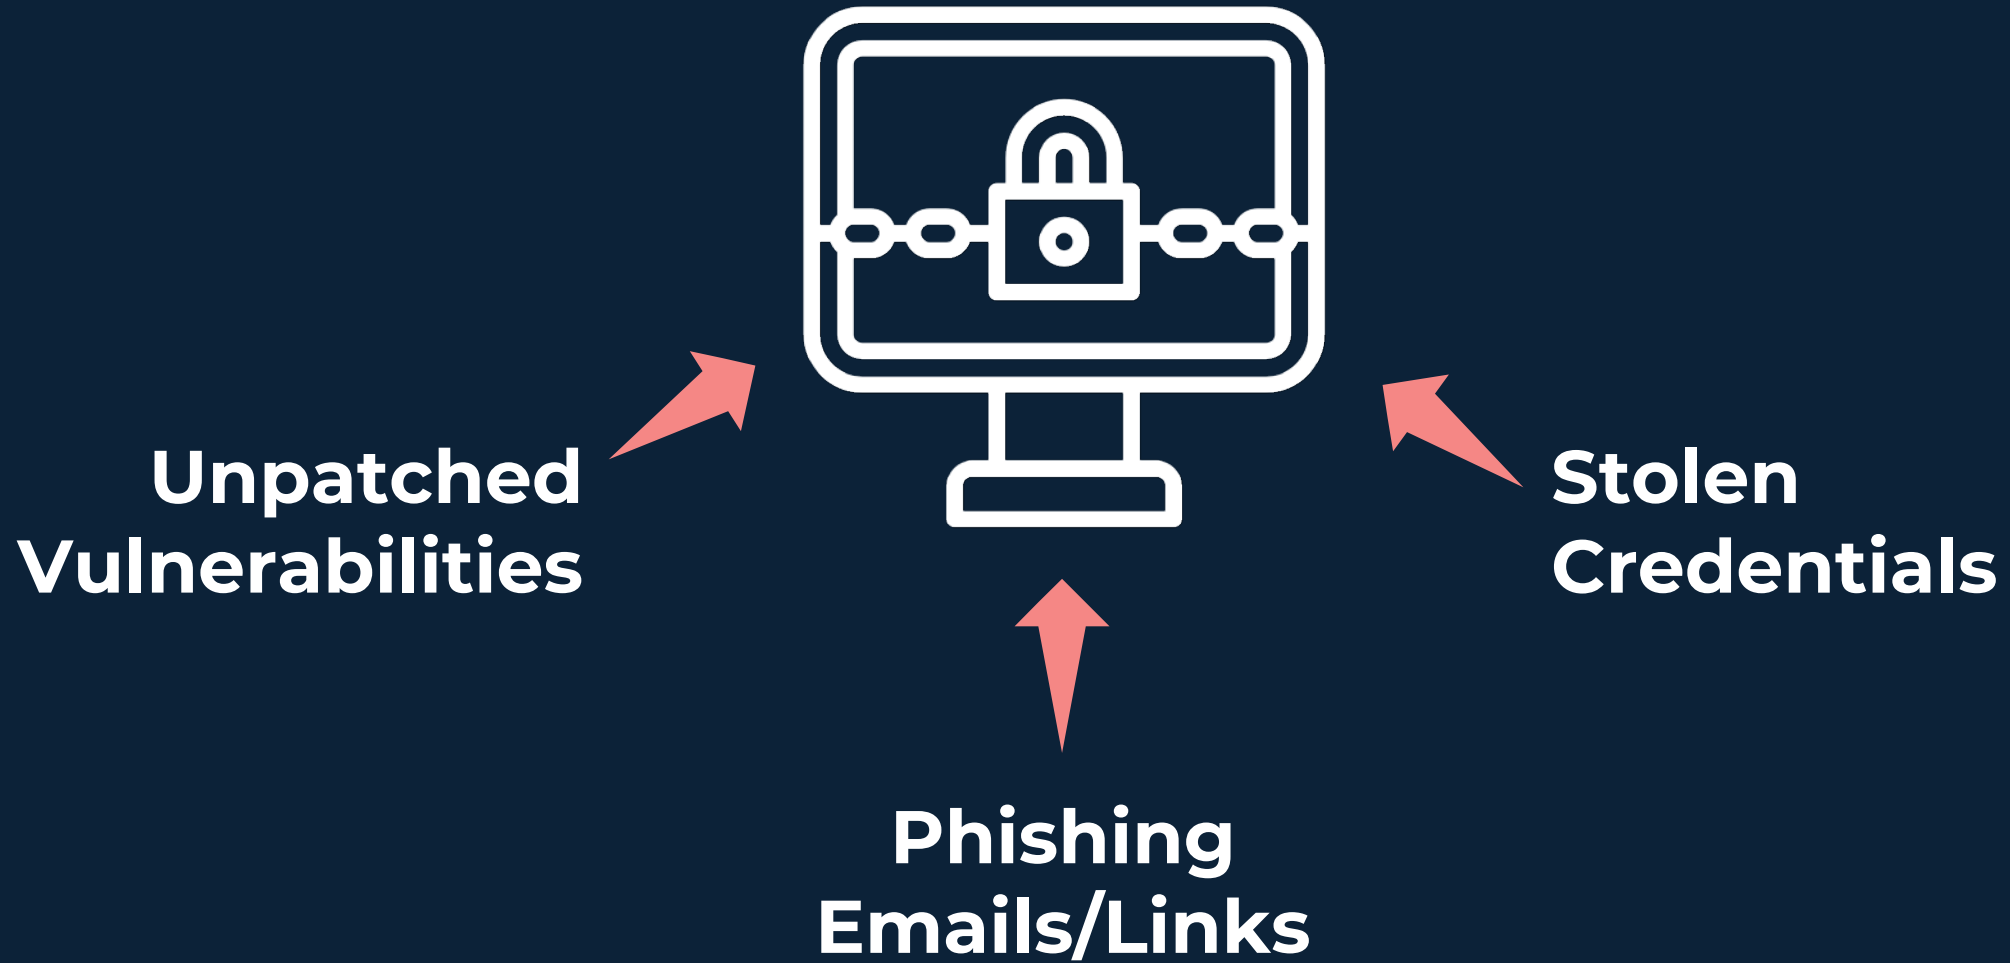 Unpatched
Vulnerabilities
Stolen
Credentials
Phishing
Emails/Links